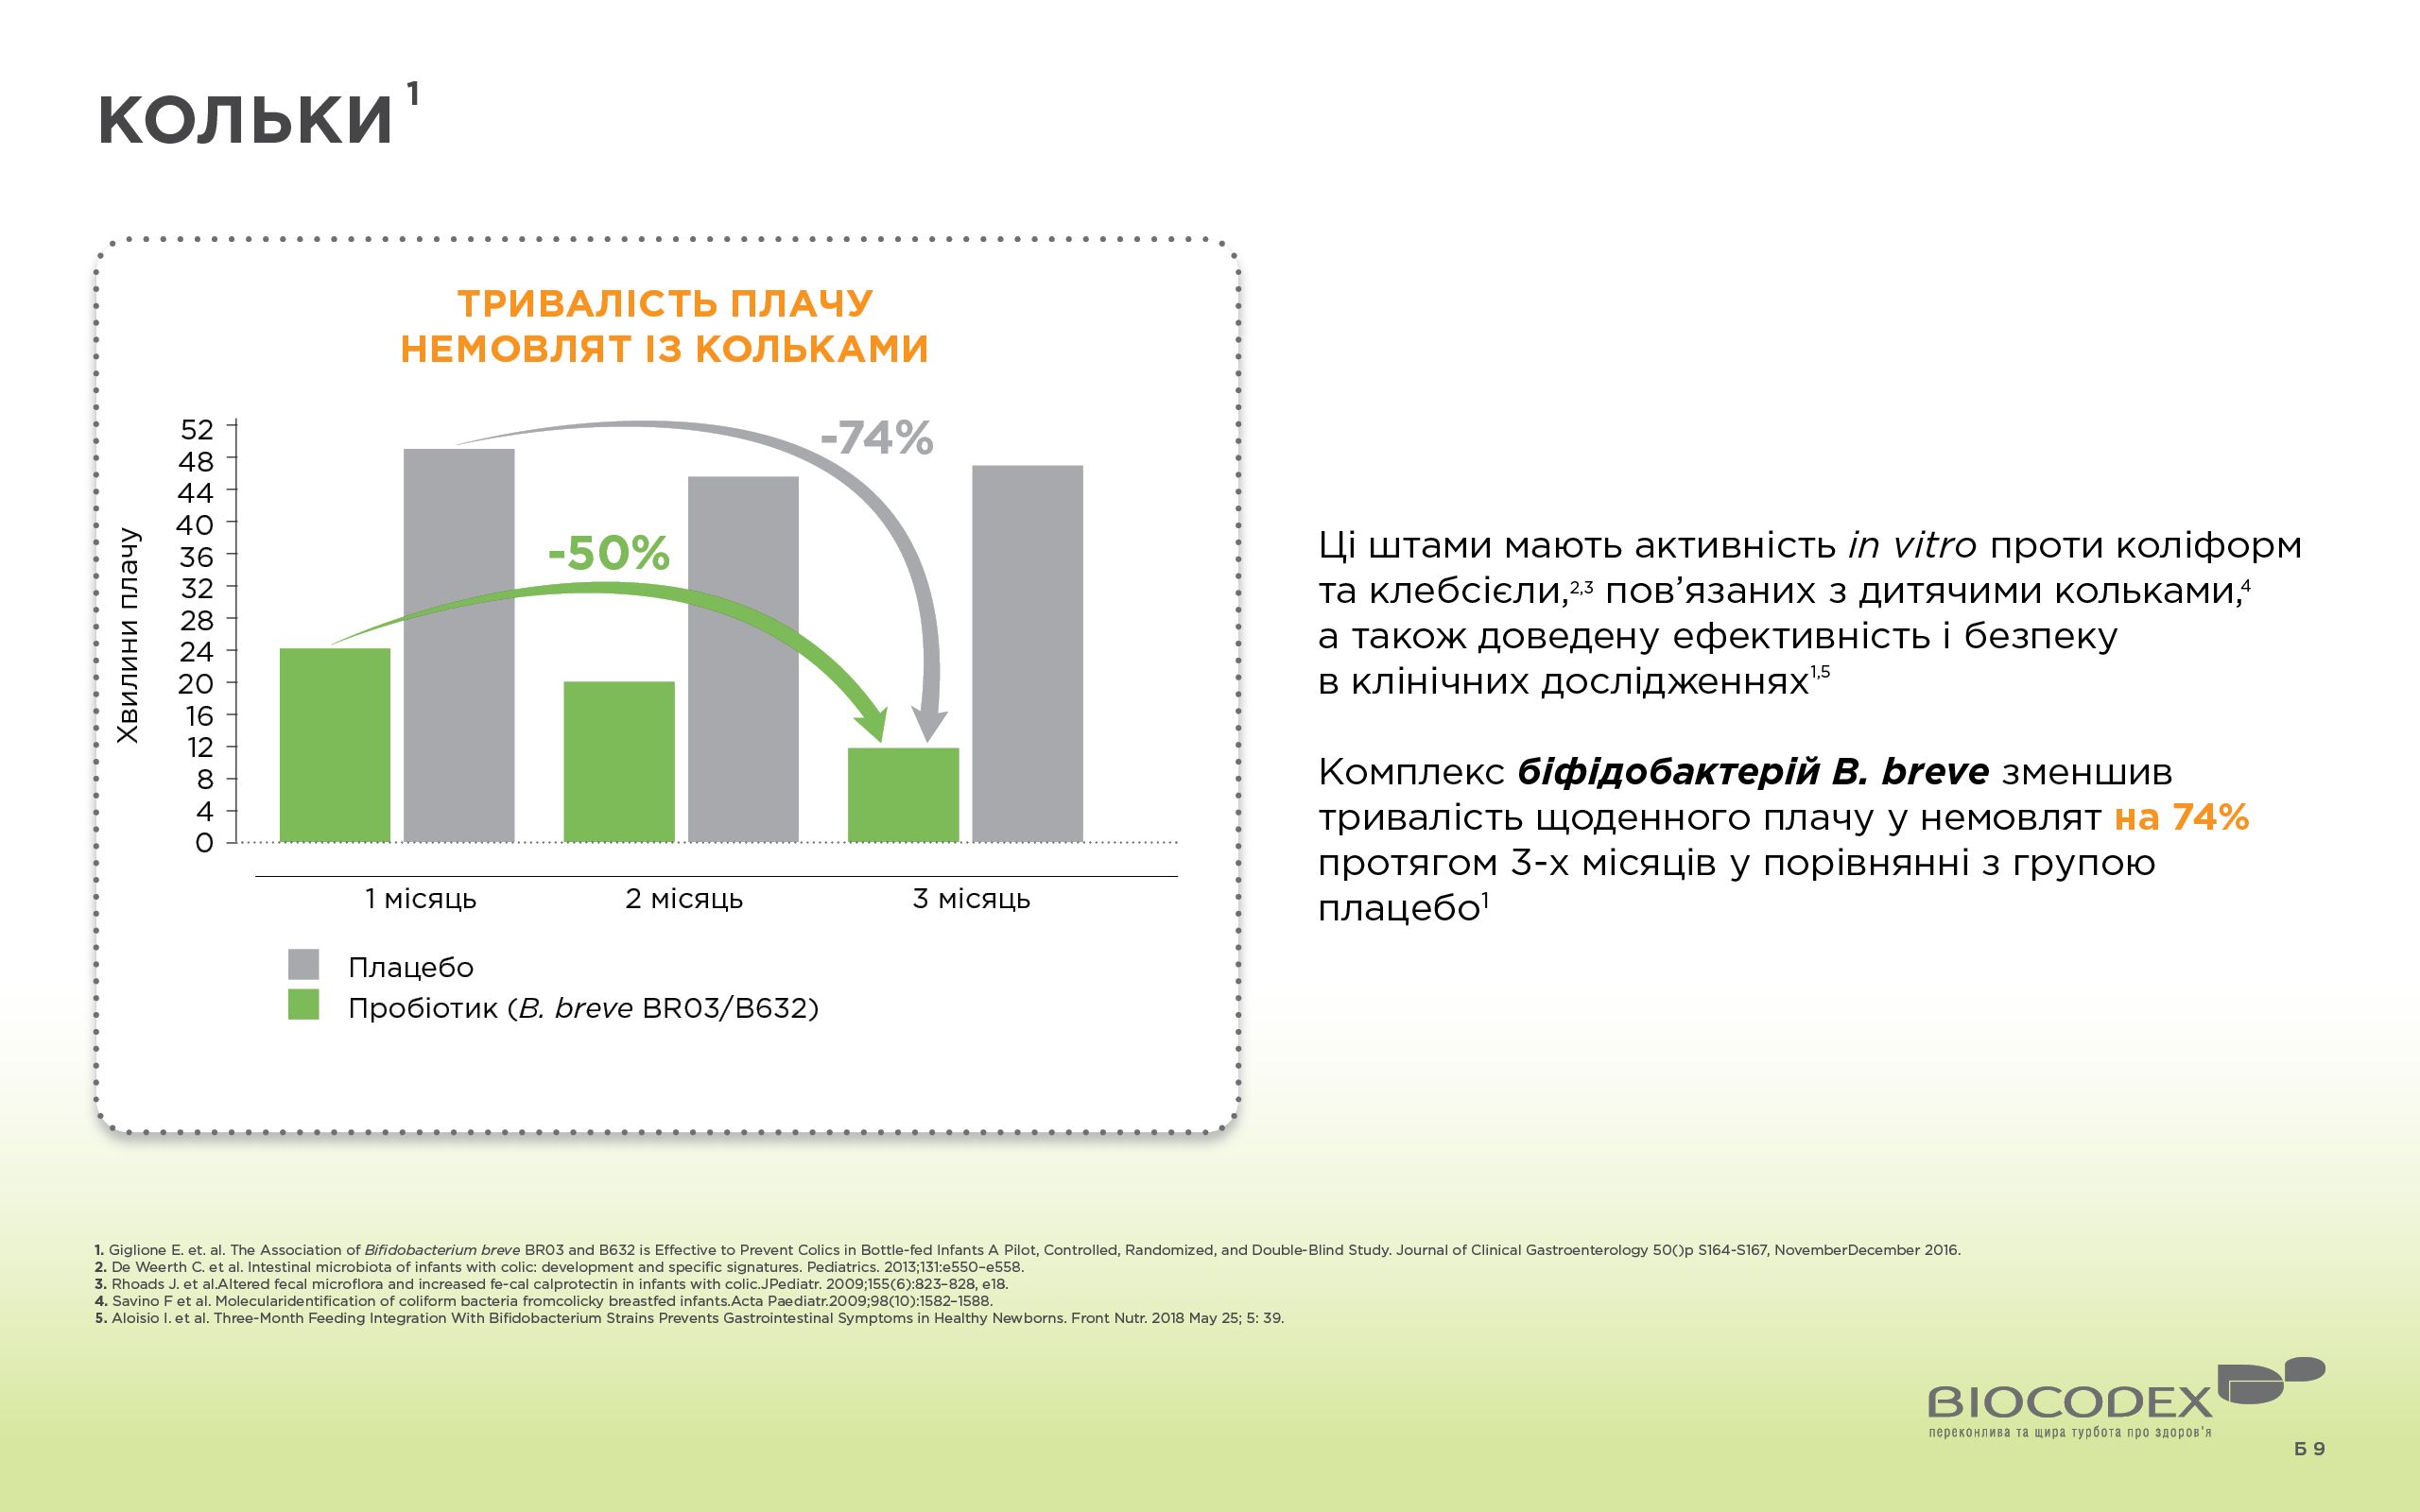 КОЛЬКИ 1
ТРИВАЛІСТЬ ПЛАЧУ
НЕМОВЛЯТ ІЗ КОЛЬКАМИ
Хвилини плачу
52
48
44
40
36
32
28
24
20
16
12
8
4
0
-74%
-50%
1 місяць
2 місяць
3 місяць
Плацебо
Пробіотик (B. breve BR03/B632)
Ці штами мають активність in vitro проти коліформ
та клебсієли,2,3 пов’язаних з дитячими кольками,4
а також доведену ефективність і безпеку
в клінічних дослідженнях1,5
Комплекс біфідобактерій B. breve зменшив
тривалість щоденного плачу у немовлят на 74%
протягом 3-х місяців у порівнянні з групою
плацебо1
1. Giglione E. et. al. The Association of Bifidobacterium breve BR03 and B632 is Effective to Prevent Colics in Bottle-fed Infants A Pilot, Controlled, Randomized, and Double-Blind Study. Journal of Clinical Gastroenterology 50()p S164-S167, NovemberDecember 2016.
2. De Weerth C. et al. Intestinal microbiota of infants with colic: development and specific signatures. Pediatrics. 2013;131:e550–e558.
3. Rhoads J. et al.Altered fecal microflora and increased fe-cal calprotectin in infants with colic.JPediatr. 2009;155(6):823–828, e18.
4. Savino F et al. Molecularidentification of coliform bacteria fromcolicky breastfed infants.Acta Paediatr.2009;98(10):1582–1588.
5. Aloisio I. et al. Three-Month Feeding Integration With Bifidobacterium Strains Prevents Gastrointestinal Symptoms in Healthy Newborns. Front Nutr. 2018 May 25; 5: 39.
BIOCODEX
переконлива та щира турбота про здоров’я
Б 9